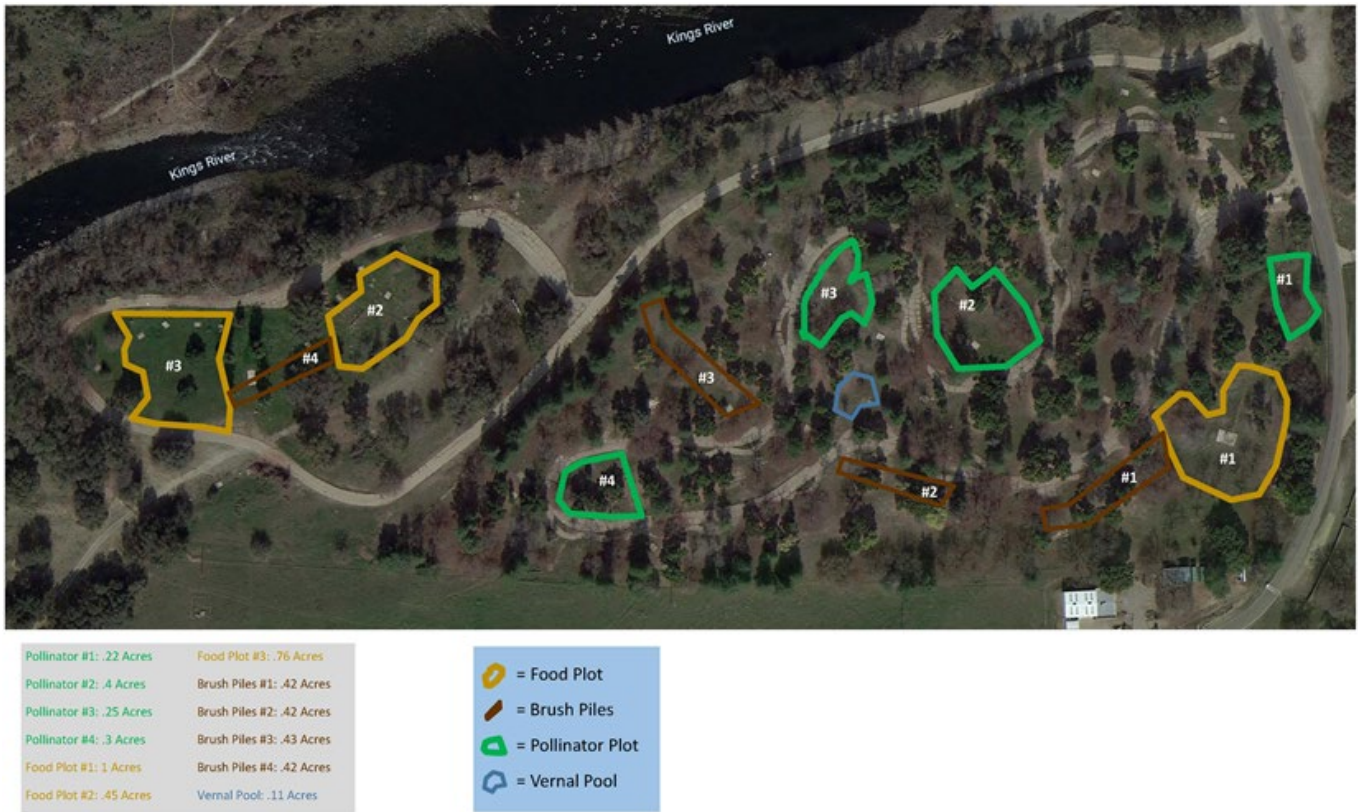 Kings River
Kings River
#1
#3
#2
#2
#3
#4
#3
#1
#4
#2
#1
Pollinator #1: .22 Acres
Pollinator #2: .4 Acres
Pollinator #3: .25 Acres
Pollinator #4: .3 Acres
Food Plot #1: 1 Acres
Food Plot #2: .45 Acres
Food Plot #3: .76 Acres
Brush Piles #1: .42 Acres
Brush Piles #2: .42 Acres
Brush Piles #3: .43 Acres
Brush Piles #4: .42 Acres
Vernal Pool: .11 Acres
= Food Plot
= Brush Piles
= Pollinator Plot
= Vernal Pool